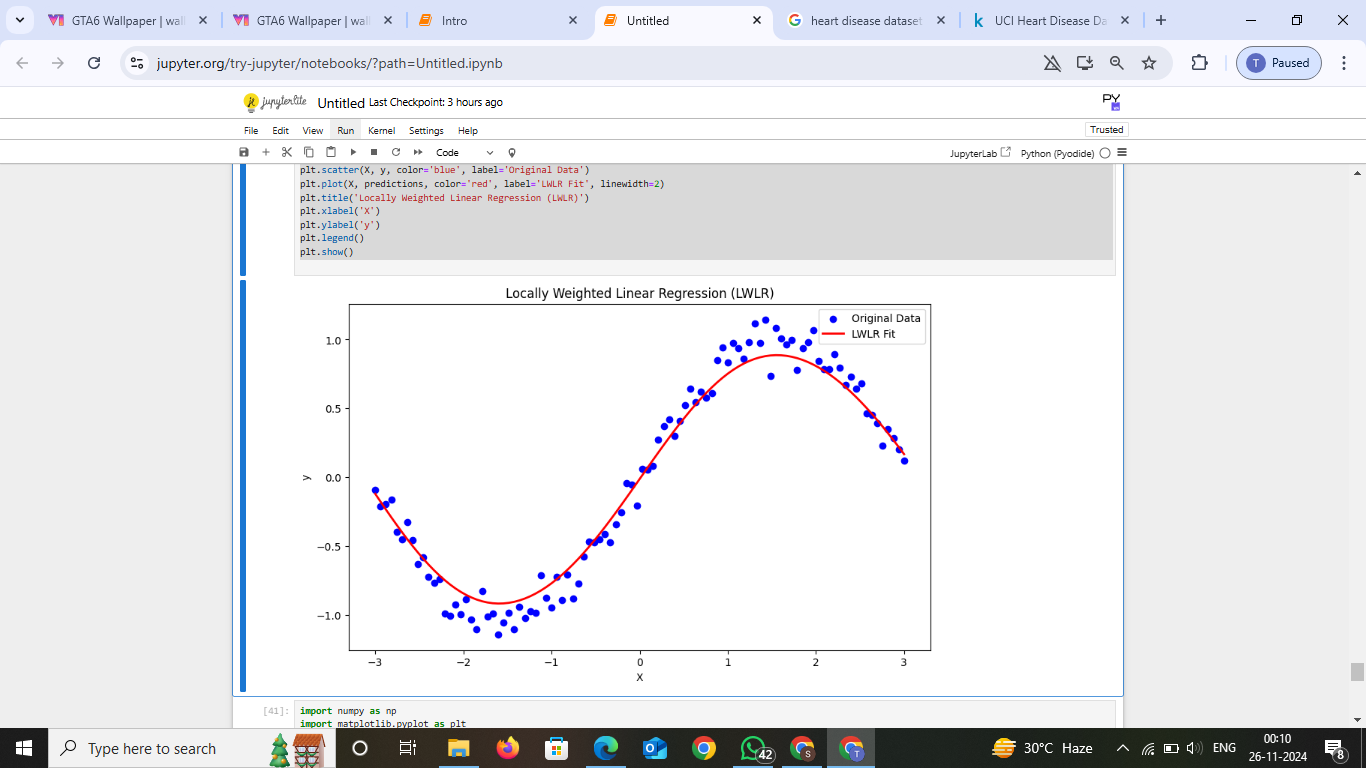 GTA6 Wallpaper | wal
GTA6 Wallpaper | wal
Intro
Untitled
heart disease dataset
UCI Heart Disease Da
jupyter.org/try-jupyter/notebooks/?path=Untitled.ipynb
T
Paused
jupyterlite
Untitled Last Checkpoint: 3 hours ago
PY
File Edit View Run Kernel Settings Help
Trusted
Code
JupyterLab
Python (Pyodide)
plt.scatter(X, y, color='blue', label='Original Data')
plt.plot(X, predictions, color='red', label='LWLR Fit', linewidth=2)
plt.title('Locally Weighted Linear Regression (LWLR)')
plt.xlabel('X')
plt.ylabel('y')
plt.legend()
plt.show()
Locally Weighted Linear Regression (LWLR)
Original Data
LWLR Fit
1.0
0.5
0.0
−0.5
−1.0
y
−3 −2 −1 0 1 2 3
X
[41]:
import numpy as np
import matplotlib.pyplot as plt
Type here to search
42
S
T
30°C Haze
ENG
00:10
26-11-2024
8